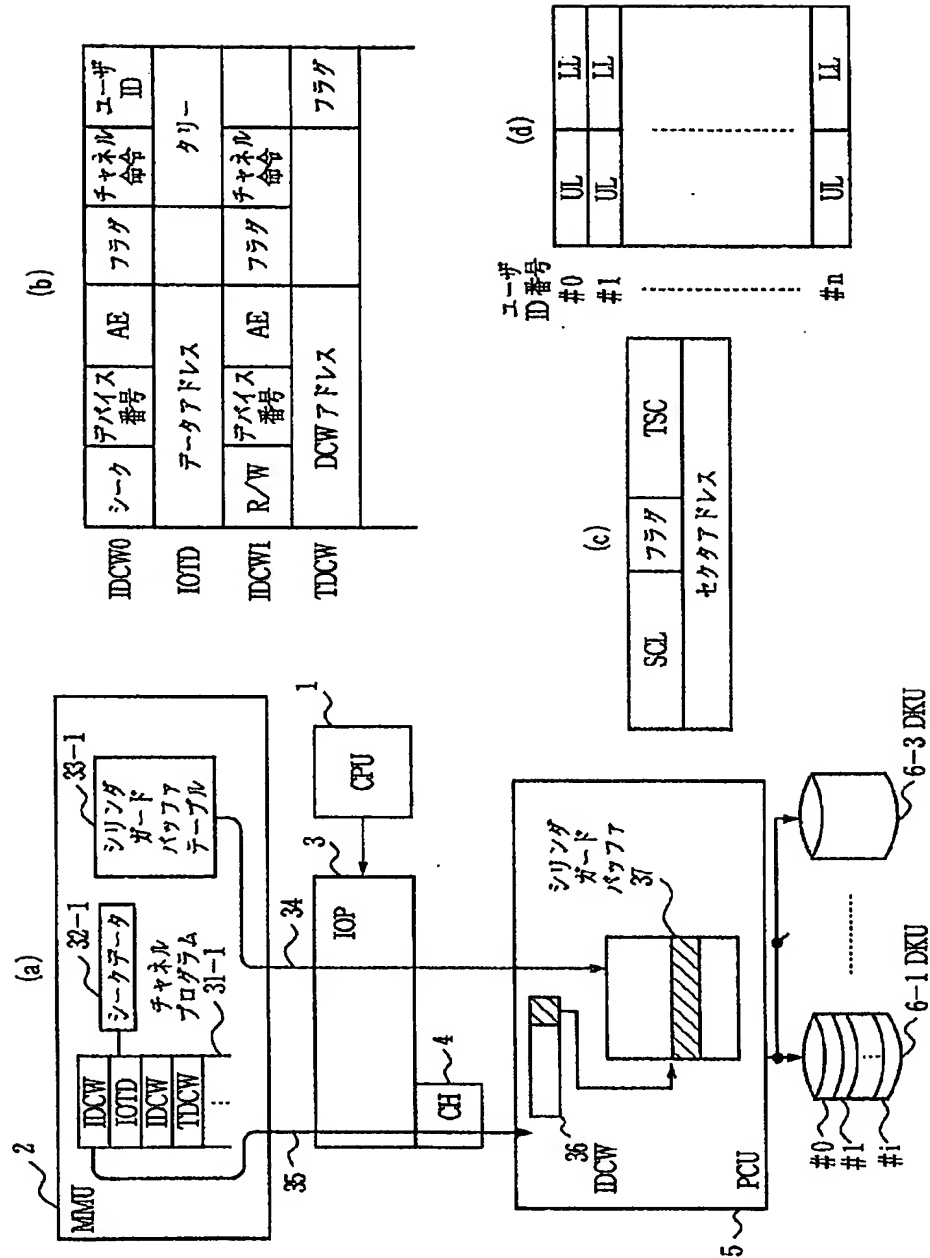 (a)
2
MMU
IDCW
IOTD
IDCW
TDCW
シークデータ
32-1
チャネル
プログラム
31-1
シリンダ
ガード
バッファ
テーブル
33-1
34
35
3
IOP
1
CPU
4
CH
5
PCU
36
IDCW
シリンダ
ガード
バッファ
37
#0
#1
#i
6-1 DKU
6-3 DKU
(b)
IDCW0
シーク
デバイス
番号
AE
フラグ
チャネル
命令
ユーザ
ID
IOTD
データアドレス
タリー
IDCW1
R/W
デバイス
番号
AE
フラグ
チャネル
命令
TDCW
DCWアドレス
フラグ
(c)
SCL
フラグ
TSC
セクタアドレス
(d)
ユーザ
ID番号
#0
UL
LL
#1
UL
LL
#n
UL
LL